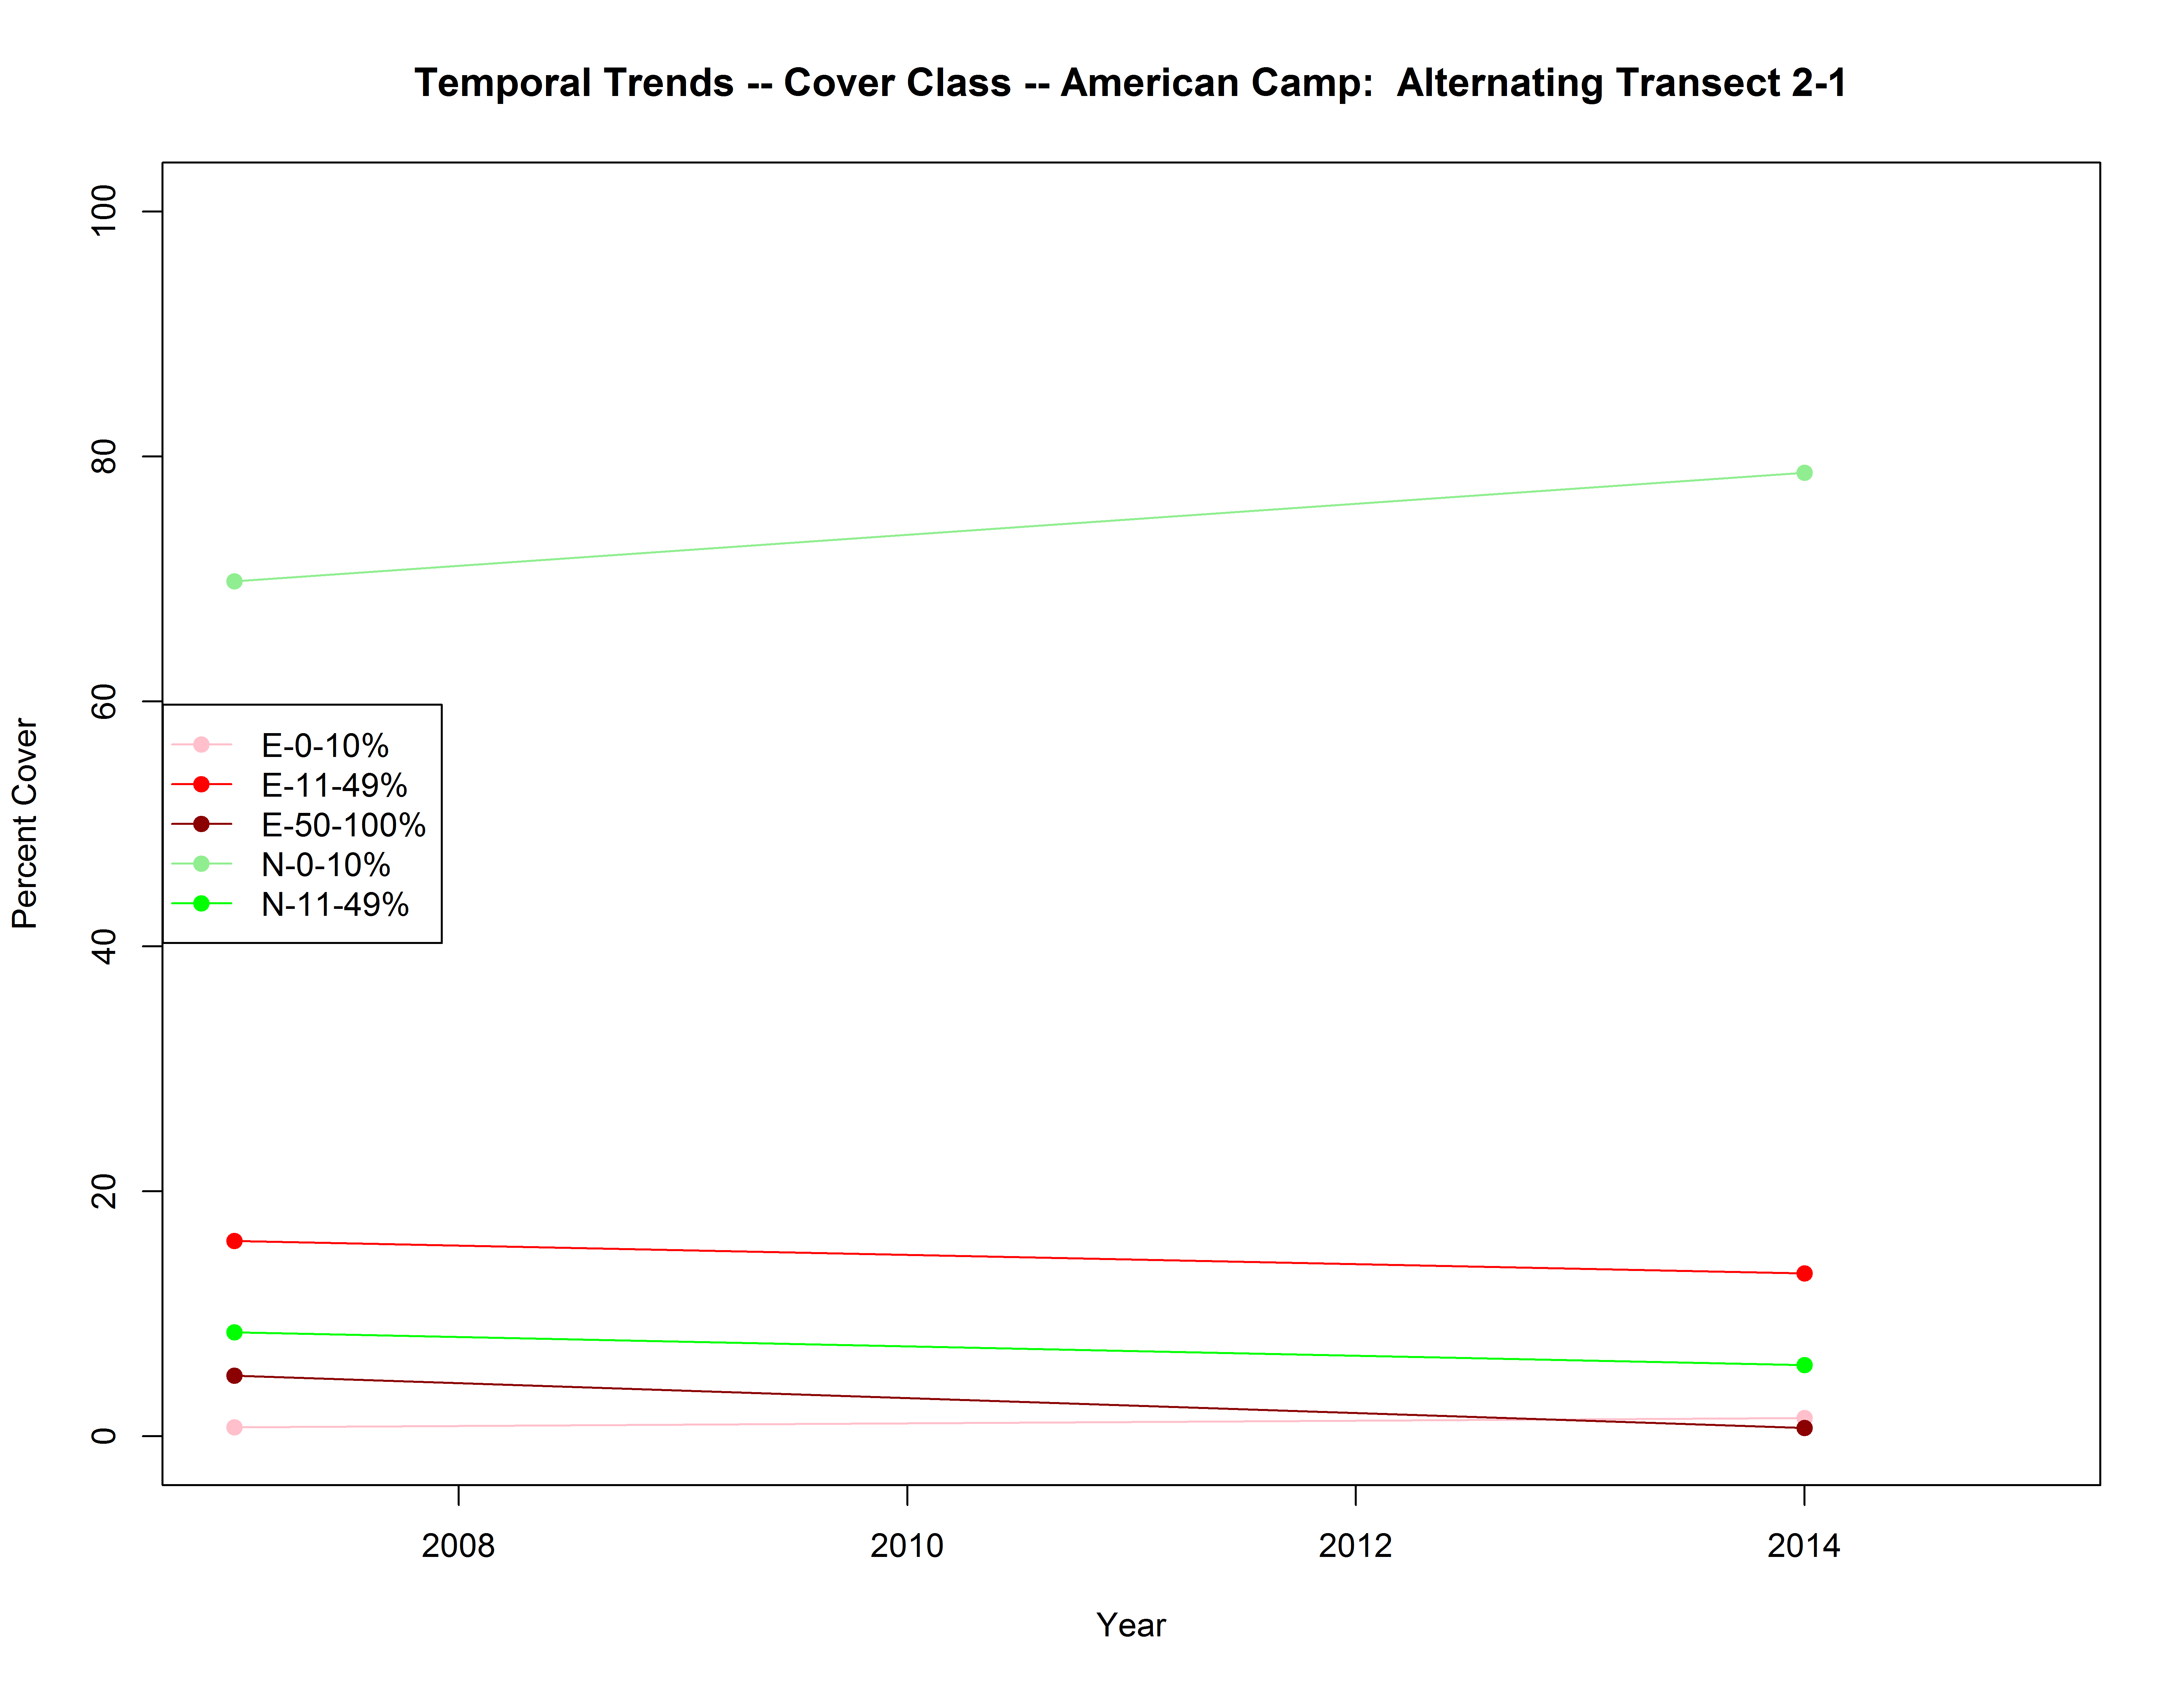 Temporal Trends -- Cover Class -- American Camp:  Alternating Transect 2-1
Percent Cover
100
80
60
40
20
0
E-0-10%
E-11-49%
E-50-100%
N-0-10%
N-11-49%
2008
2010
2012
2014
Year